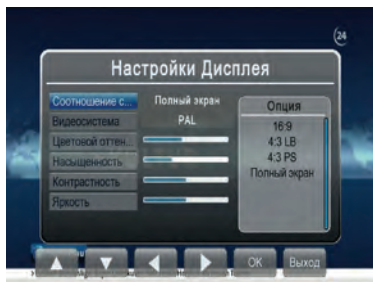 24
Настройки Дисплея
Соотношение с...
Полный экран
Видеосистема
PAL
Цветовой оттен...
Насыщенность
Контрастность
Яркость
Опция
16:9
4:3 LB
4:3 PS
Полный экран
OK
Выход